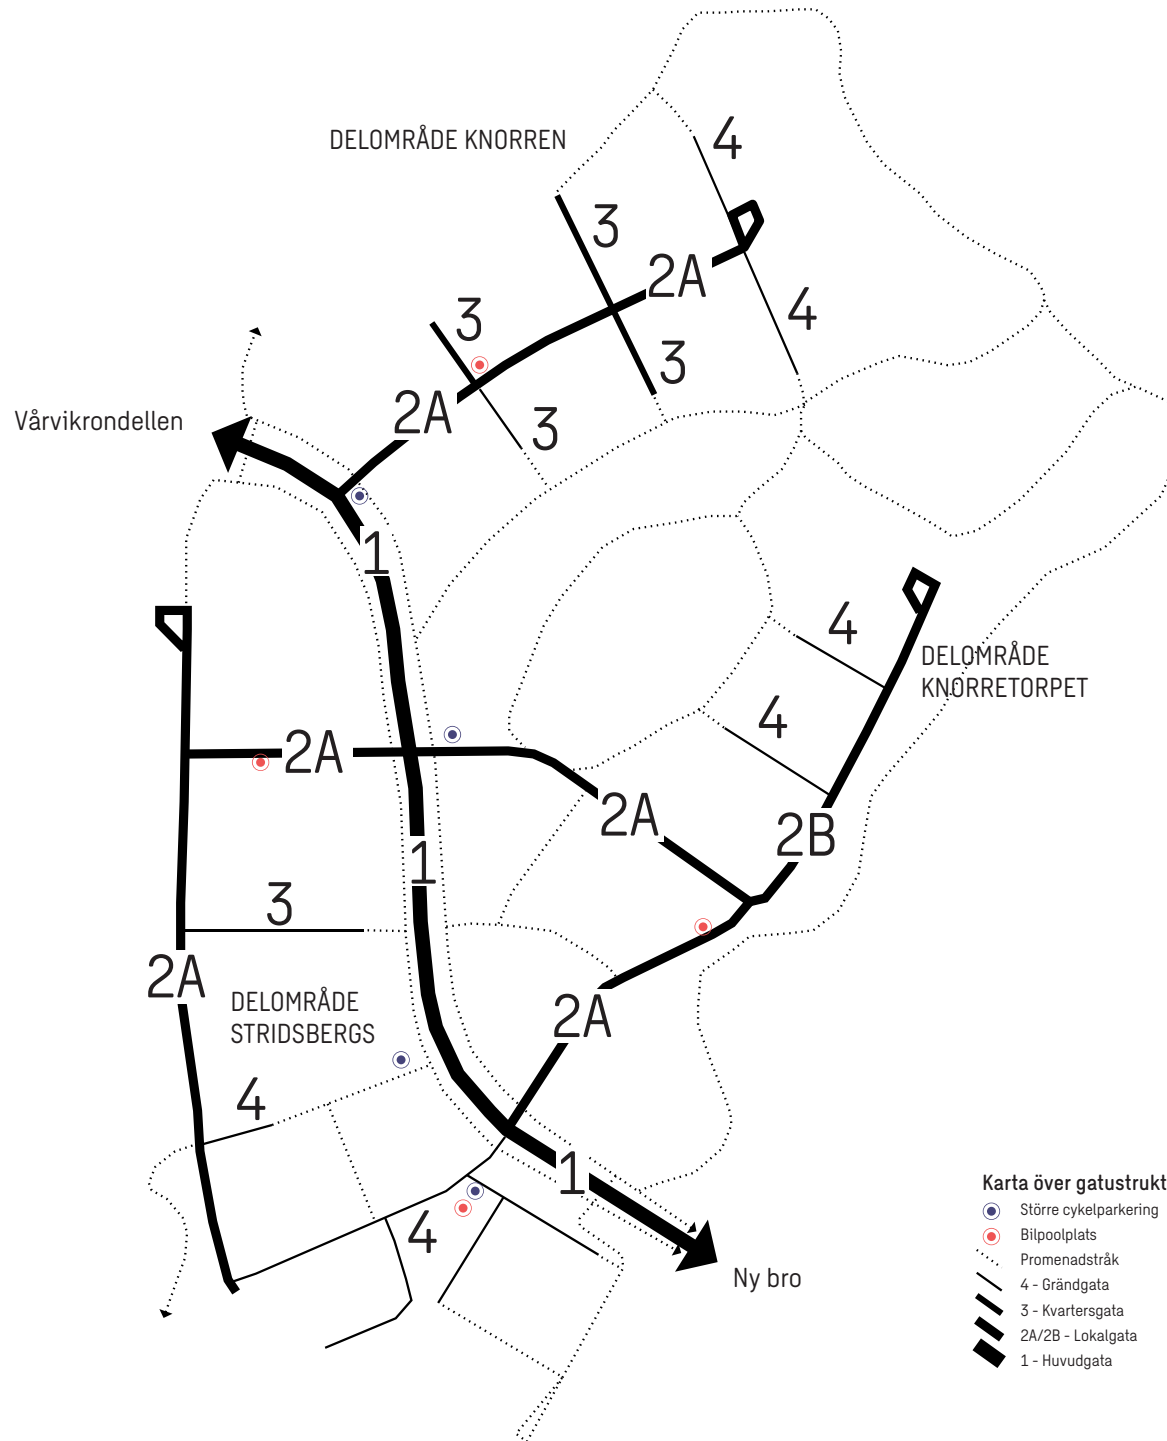 DELOMRÅDE KNORREN
4
3
2A
4
3
3
2A
3
Vårvikrondellen
1
4
DELOMRÅDE
KNORRETORPET
4
2A
2A
2B
1
3
2A
DELOMRÅDE
STRIDSBERGS
2A
4
1
4
Ny bro
Karta över gatustrukt
Större cykelparkering
Bilpoolplats
Promenadstråk
4 - Grändgata
3 - Kvartersgata
2A/2B - Lokalgata
1 - Huvudgata